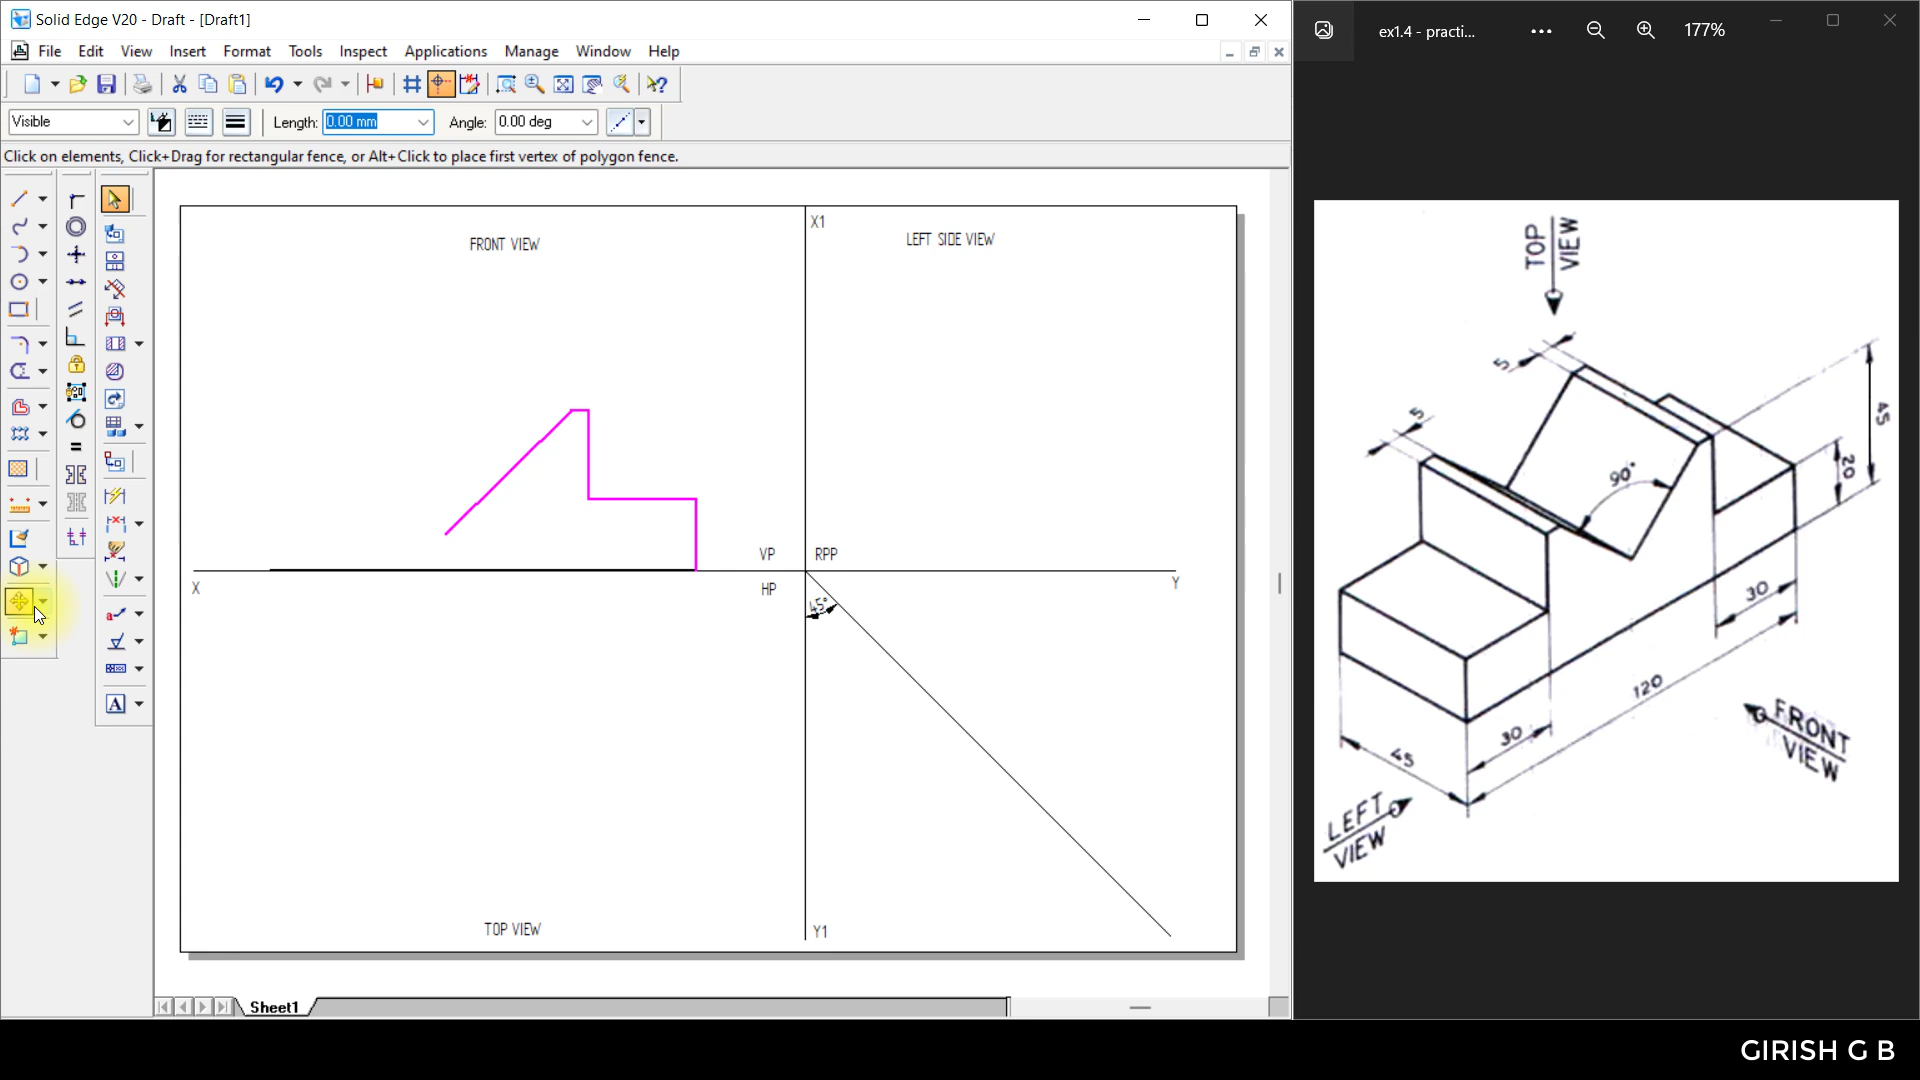 Solid Edge V20 - Draft - [Draft1]
File Edit View Insert Format Tools Inspect Applications Manage Window Help
Visible Length: 0.00 mm Angle: 0.00 deg
Click on elements, Click+Drag for rectangular fence, or Alt+Click to place first vertex of polygon fence.
FRONT VIEW
X1
LEFT SIDE VIEW
VP
RPP
X
HP
Y
45°
TOP VIEW
Y1
A
Sheet1
ex1.4 - practi...
177%
TOP
VIEW
5
5
45
20
90°
30
120
30
45
FRONT
VIEW
LEFT
VIEW
GIRISH G B